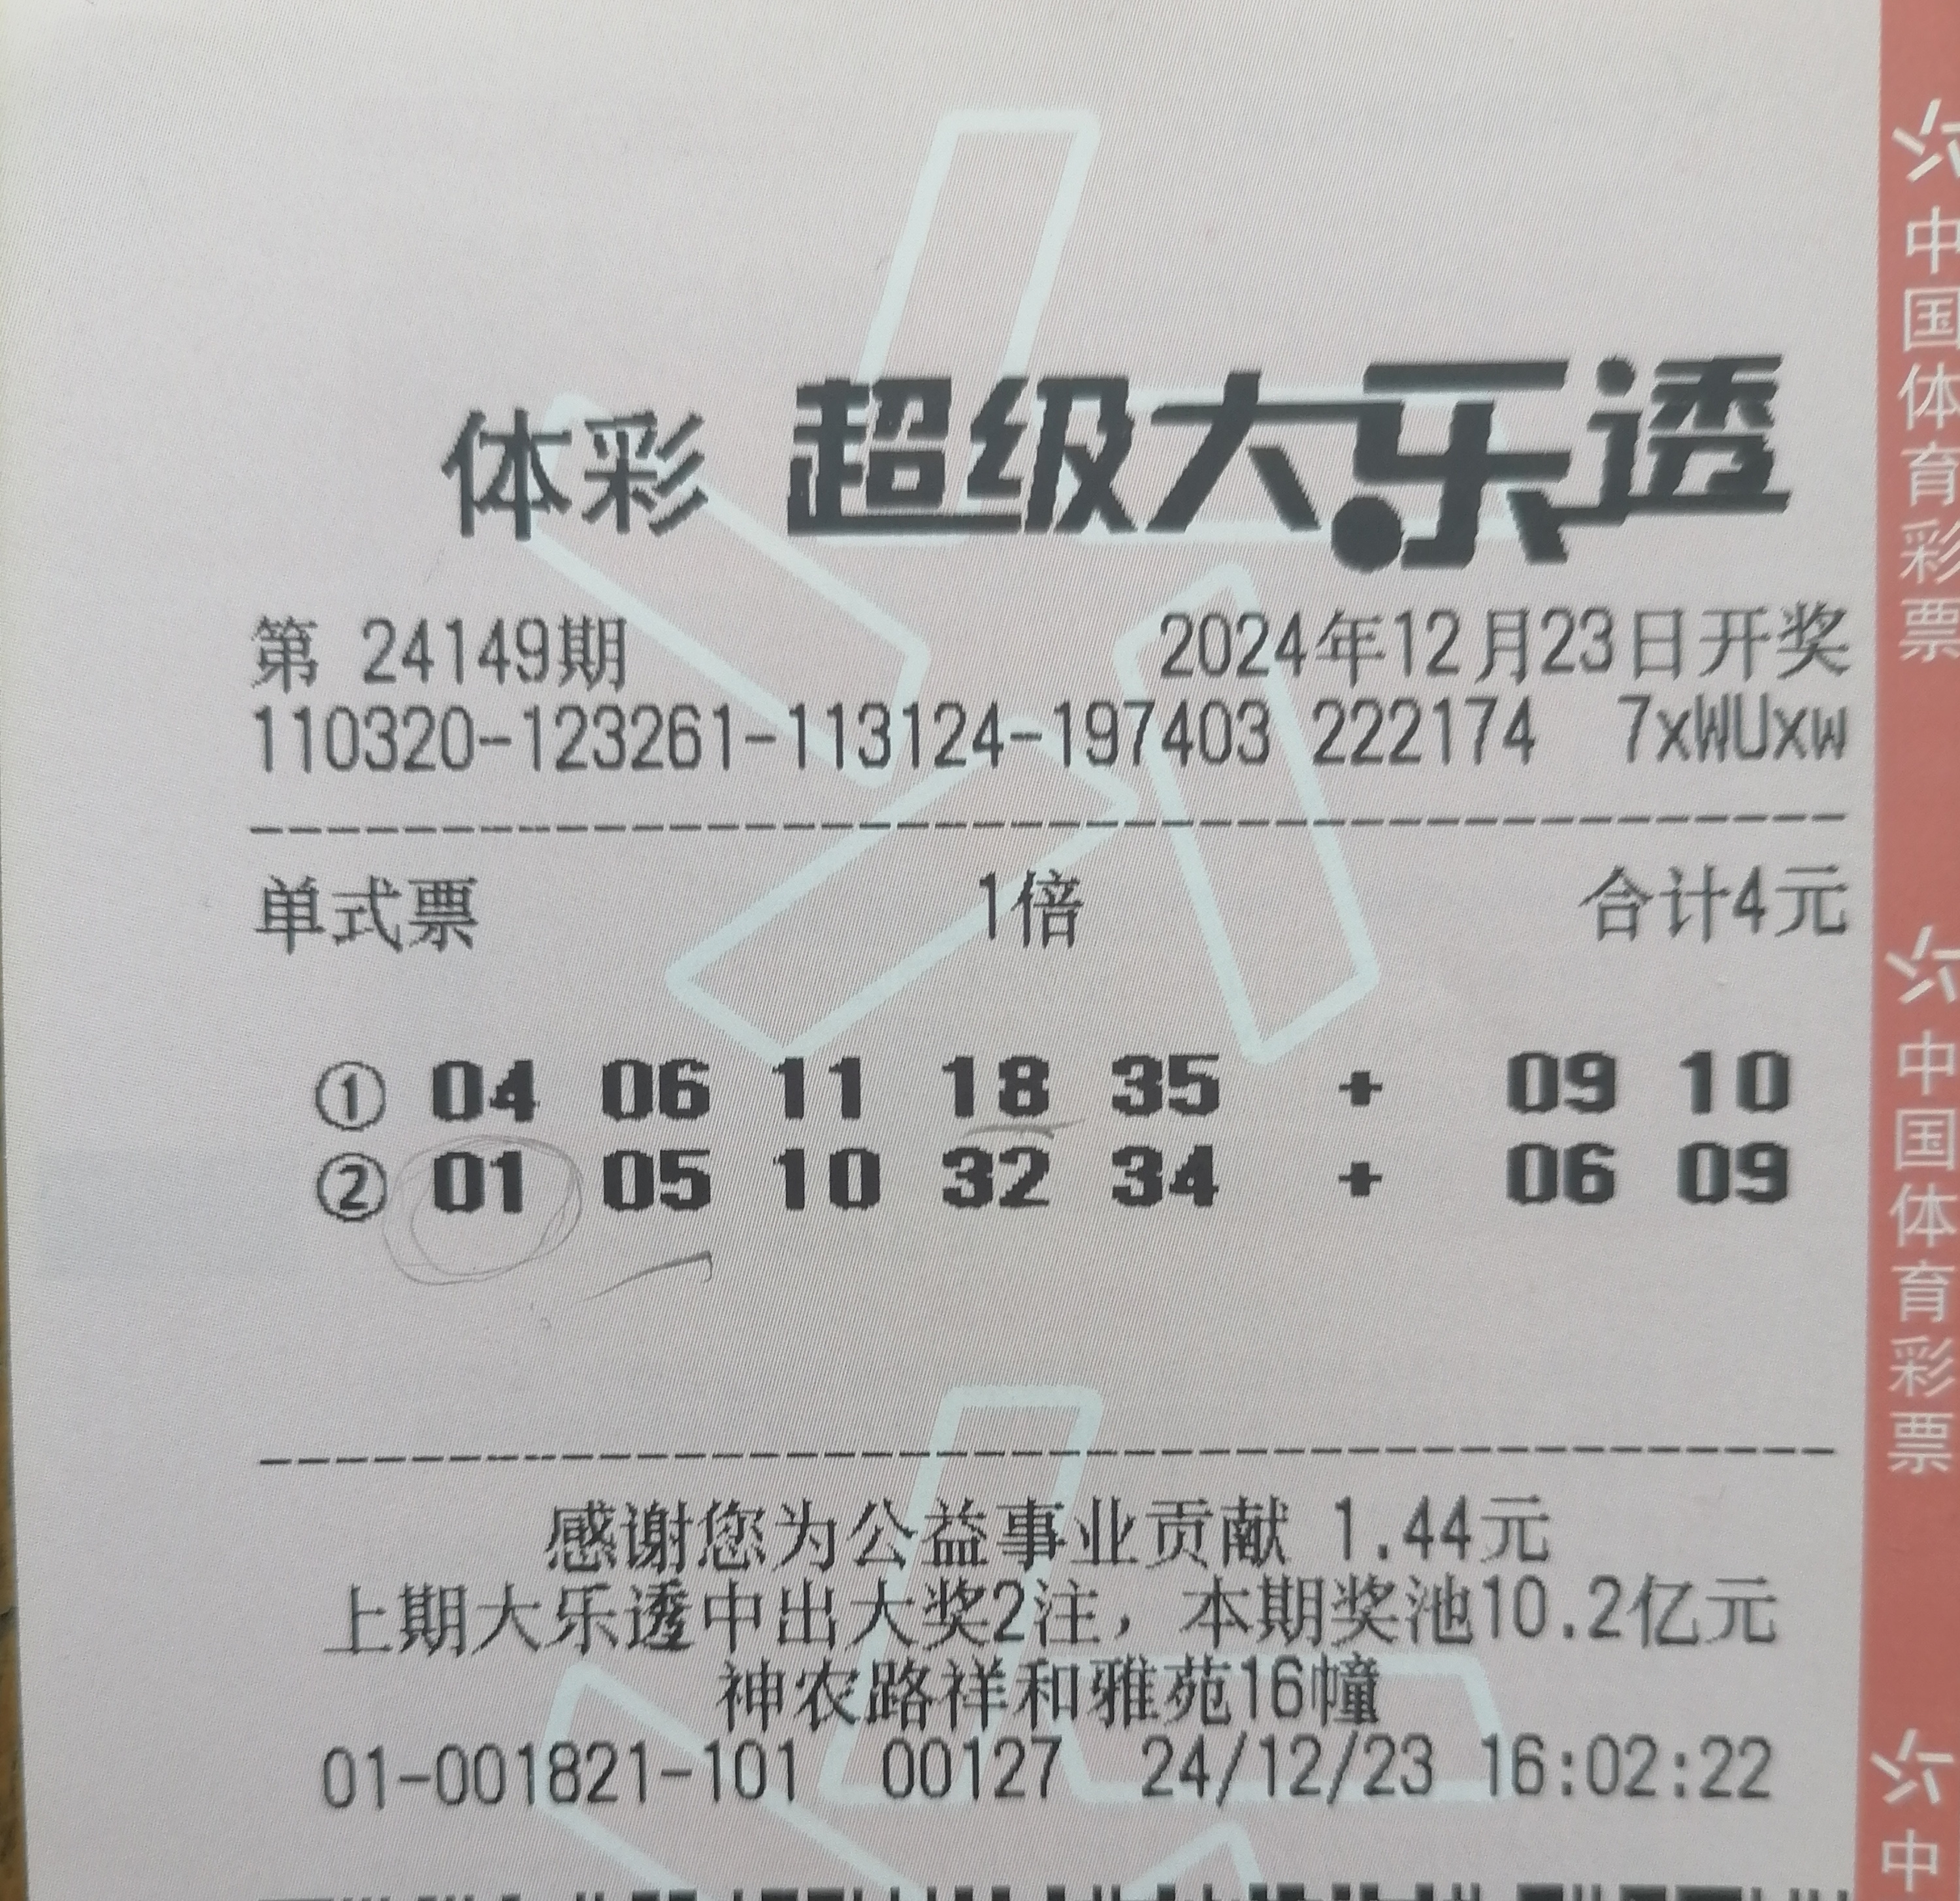 体彩 超级大乐透
第 24149期 2024年12月23日开奖
110320-123261-113124-197403 222174 7xWUxw
--------------------------------------------
单式票 1倍 合计4元
① 04 06 11 18 35 + 09 10
② 01 05 10 32 34 + 06 09
--------------------------------------------
感谢您为公益事业贡献 1.44元
上期大乐透中出大奖2注，本期奖池10.2亿元
神农路祥和雅苑16幢
01-001821-101 00127 24/12/23 16:02:22
中国体育彩票
中国体育彩票
中